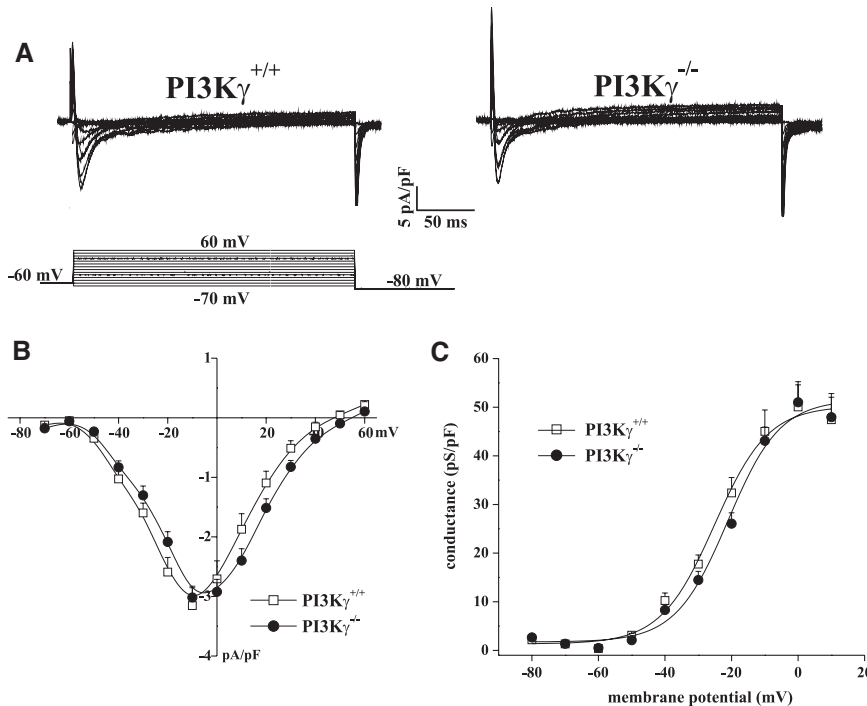 A
PI3Kγ+/+
PI3Kγ-/-
5 pA/pF
50 ms
60 mV
-60 mV
-80 mV
-70 mV
B
C
1
-80 -60 -40 -20 20 40 60 mV
-1
-2
-3
-4
pA/pF
PI3Kγ+/+
PI3Kγ-/-
60
50
40
30
20
10
0
conductance (pS/pF)
PI3Kγ+/+
PI3Kγ-/-
-80 -60 -40 -20 0 20
membrane potential (mV)